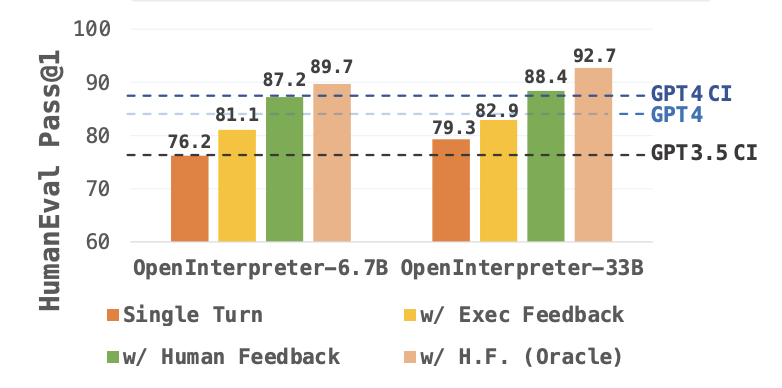 HumanEval Pass@1
100
90
80
70
60
76.2
81.1
87.2
89.7
79.3
82.9
88.4
92.7
GPT4 CI
GPT4
GPT3.5 CI
OpenInterpreter-6.7B OpenInterpreter-33B
Single Turn
w/ Exec Feedback
w/ Human Feedback
w/ H.F. (Oracle)